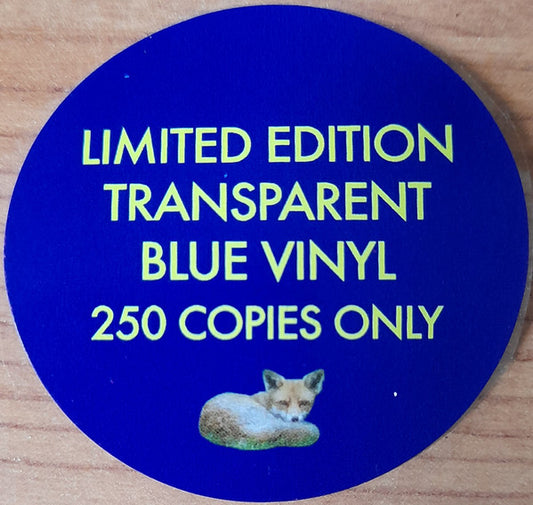 LIMITED EDITION
TRANSPARENT
BLUE VINYL
250 COPIES ONLY